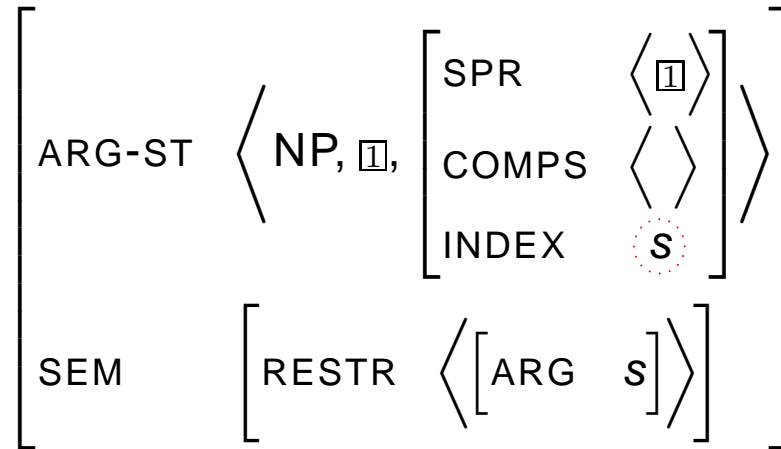 SPR ⟨ [1] ⟩
ARG-ST ⟨ NP, [1], COMPS ⟨ ⟩ ⟩
INDEX s
SEM [ RESTR ⟨ [ ARG s ] ⟩ ]